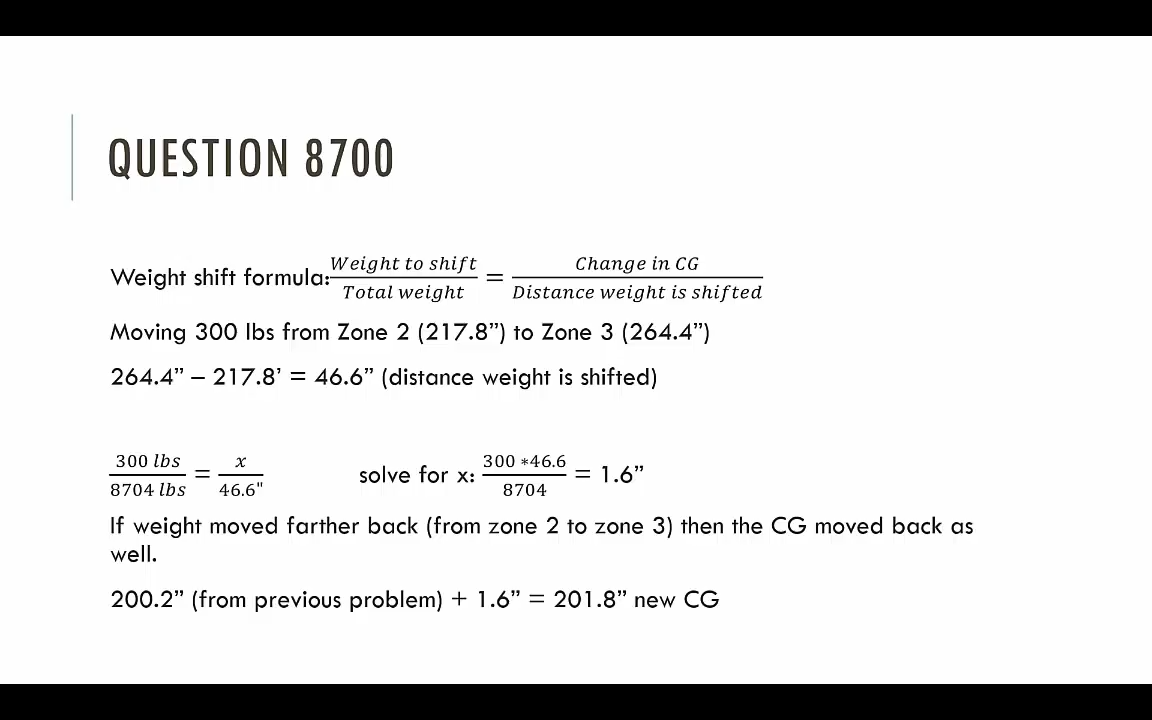 QUESTION 8700
Weight shift formula: Weight to shift / Total weight = Change in CG / Distance weight is shifted
Moving 300 lbs from Zone 2 (217.8”) to Zone 3 (264.4”)
264.4” – 217.8’ = 46.6” (distance weight is shifted)
300 lbs / 8704 lbs = x / 46.6" solve for x: 300 *46.6 / 8704 = 1.6”
If weight moved farther back (from zone 2 to zone 3) then the CG moved back as
well.
200.2” (from previous problem) + 1.6” = 201.8” new CG